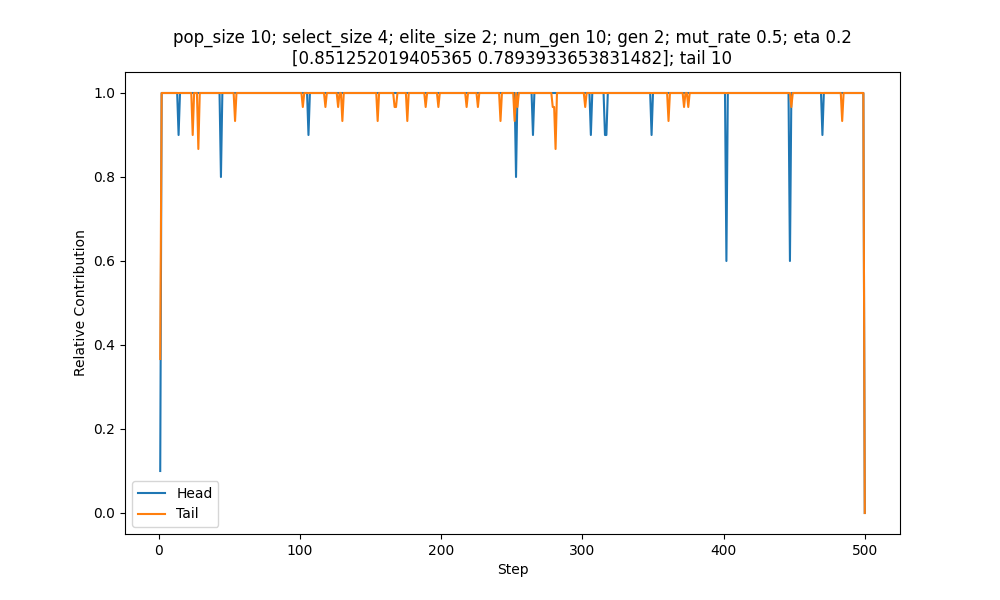 pop_size 10; select_size 4; elite_size 2; num_gen 10; gen 2; mut_rate 0.5; eta 0.2
[0.851252019405365 0.7893933653831482]; tail 10
Relative Contribution
1.0
0.8
0.6
0.4
0.2
0.0
Head
Tail
0
100
200
300
400
500
Step